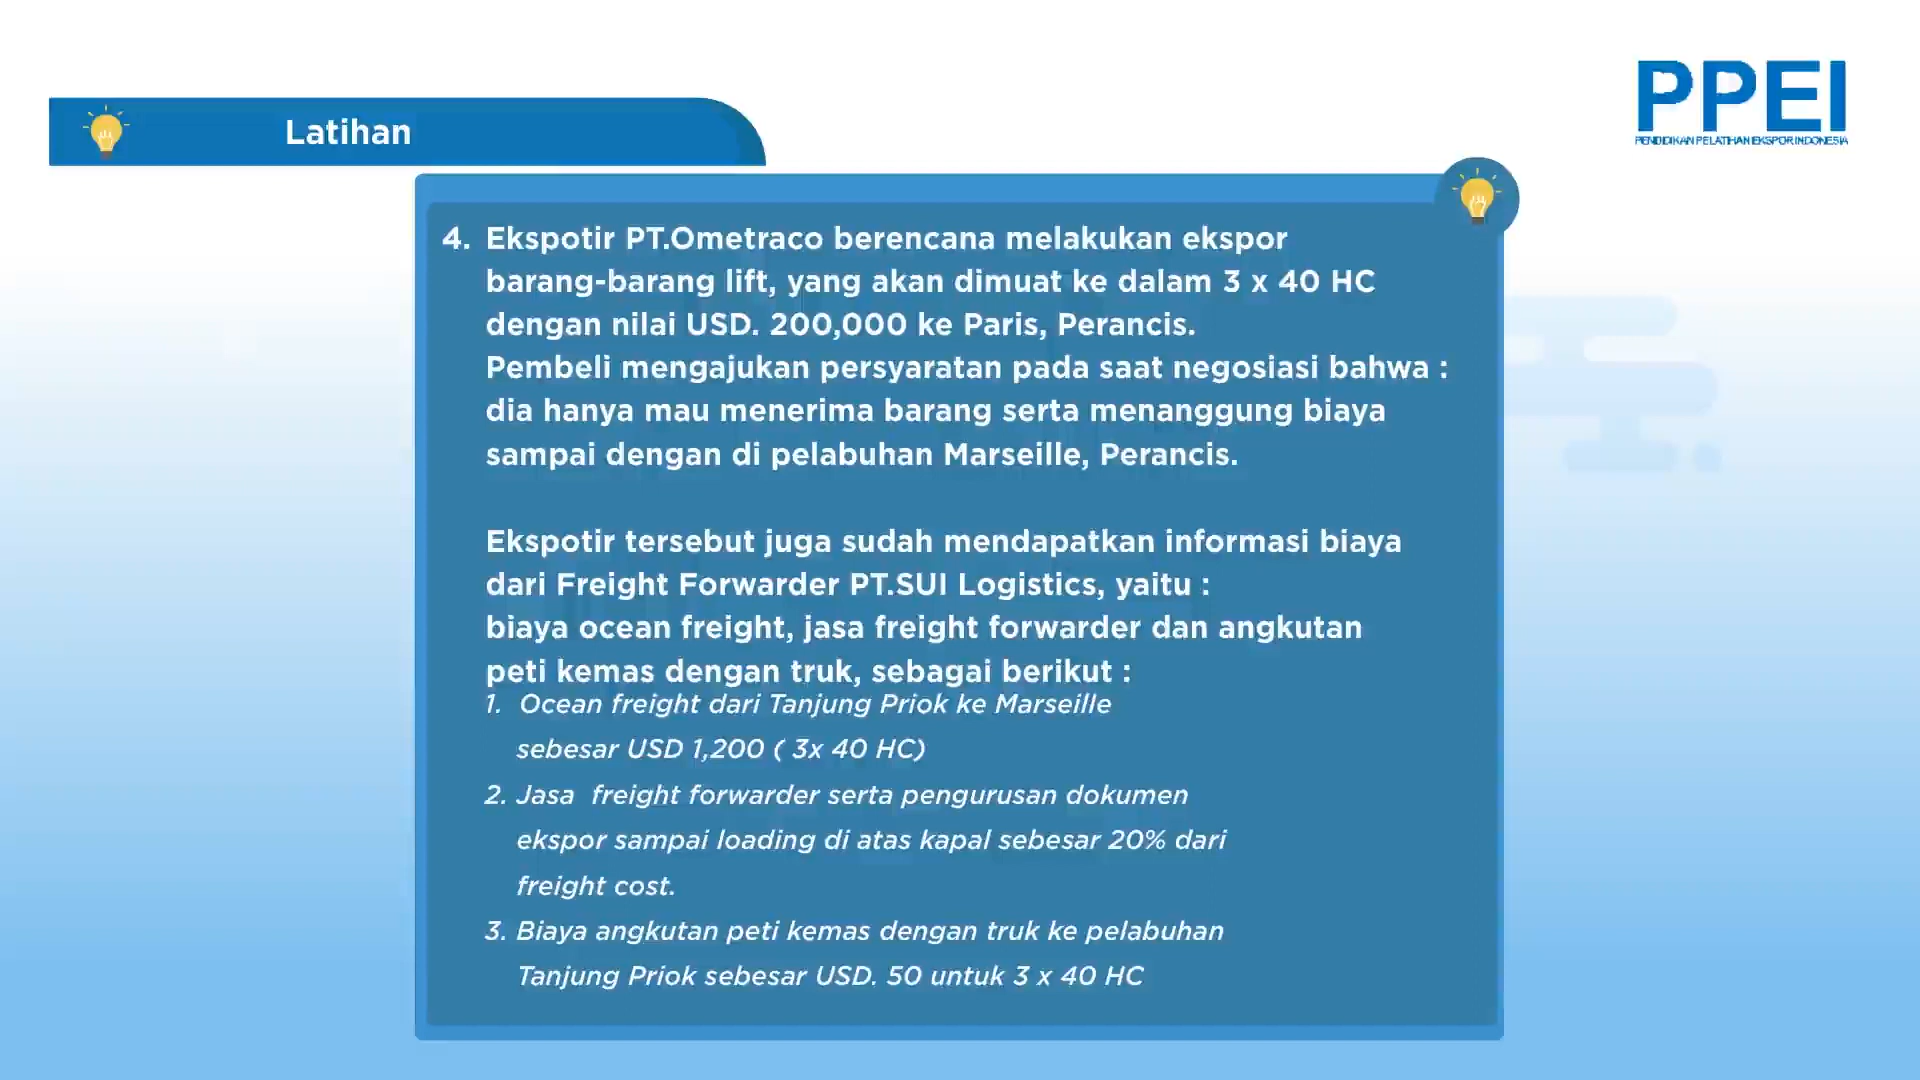 PPEI
PENDIDIKAN PELATIHAN EKSPOR INDONESIA
Latihan
4. Ekspotir PT.Ometraco berencana melakukan ekspor
barang-barang lift, yang akan dimuat ke dalam 3 x 40 HC
dengan nilai USD. 200,000 ke Paris, Perancis.
Pembeli mengajukan persyaratan pada saat negosiasi bahwa :
dia hanya mau menerima barang serta menanggung biaya
sampai dengan di pelabuhan Marseille, Perancis.
Ekspotir tersebut juga sudah mendapatkan informasi biaya
dari Freight Forwarder PT.SUI Logistics, yaitu :
biaya ocean freight, jasa freight forwarder dan angkutan
peti kemas dengan truk, sebagai berikut :
1. Ocean freight dari Tanjung Priok ke Marseille
sebesar USD 1,200 ( 3x 40 HC)
2. Jasa freight forwarder serta pengurusan dokumen
ekspor sampai loading di atas kapal sebesar 20% dari
freight cost.
3. Biaya angkutan peti kemas dengan truk ke pelabuhan
Tanjung Priok sebesar USD. 50 untuk 3 x 40 HC